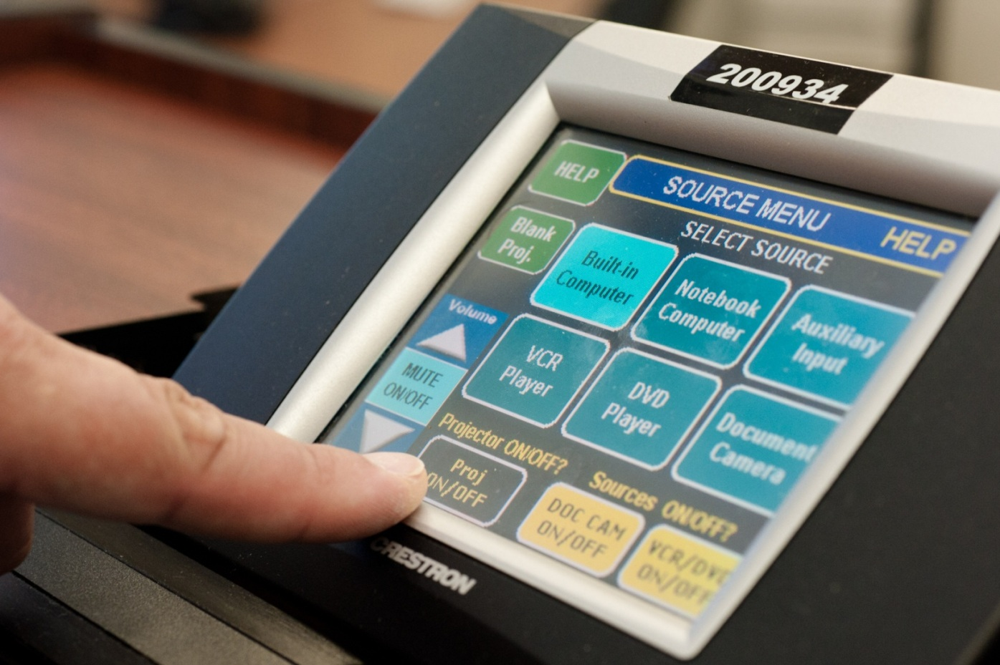 200934
HELP
SOURCE MENU
HELP
SELECT SOURCE
Blank
Proj.
Built-in
Computer
Notebook
Computer
Auxiliary
Input
Volume
MUTE
ON/OFF
VCR
Player
DVD
Player
Document
Camera
Projector ON/OFF?
Proj
ON/OFF
Sources ON/OFF?
DOC CAM
ON/OFF
VCR/DVD
ON/OFF
CRESTRON